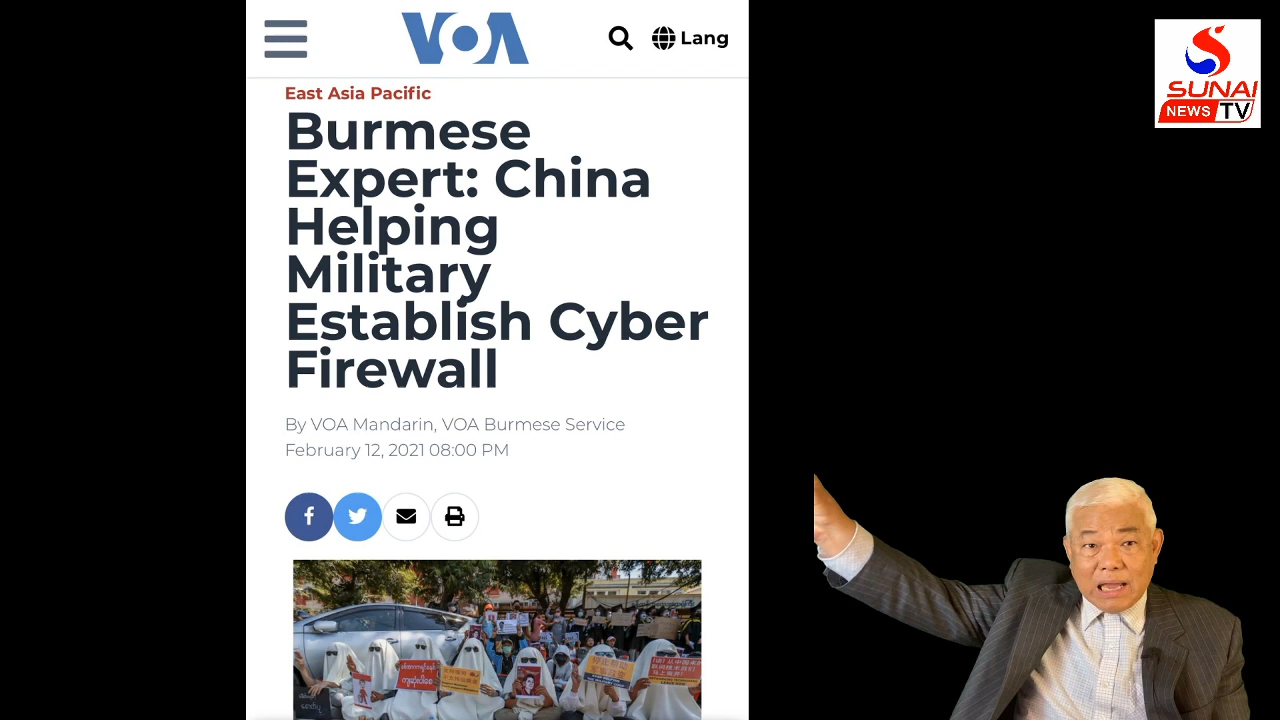 VOA
Lang
SUNAI
NEWS TV
East Asia Pacific
Burmese
Expert: China
Helping
Military
Establish Cyber
Firewall
By VOA Mandarin, VOA Burmese Service
February 12, 2021 08:00 PM